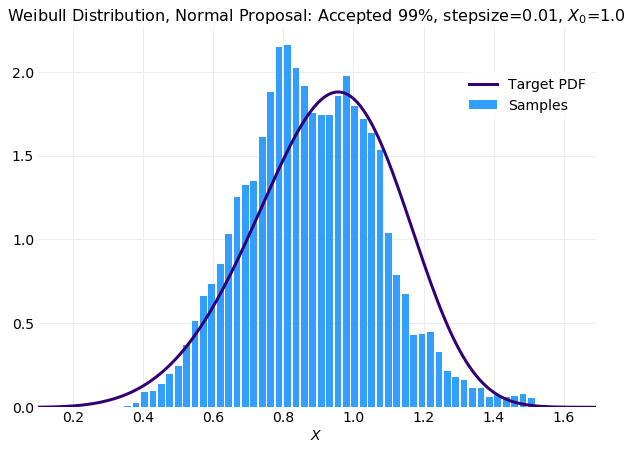 Weibull Distribution, Normal Proposal: Accepted 99%, stepsize=0.01, $X_0$=1.0
Target PDF
Samples
2.0
1.5
1.0
0.5
0.0
0.2 0.4 0.6 0.8 1.0 1.2 1.4 1.6
X